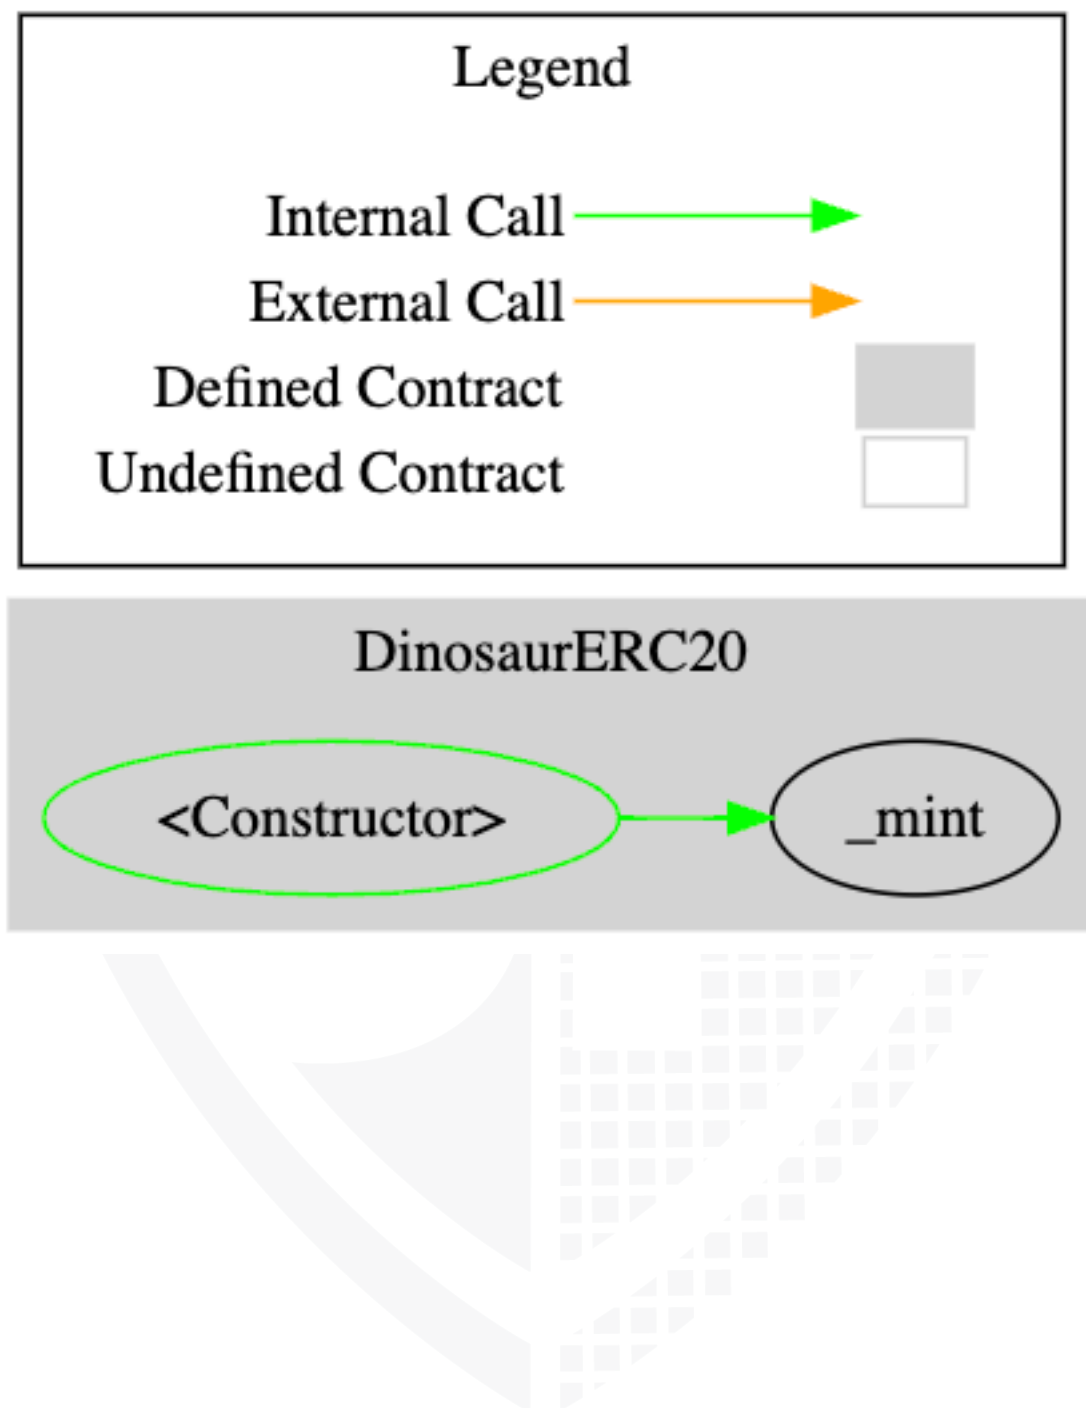 Legend
Internal Call
External Call
Defined Contract
Undefined Contract
DinosaurERC20
<Constructor>
_mint